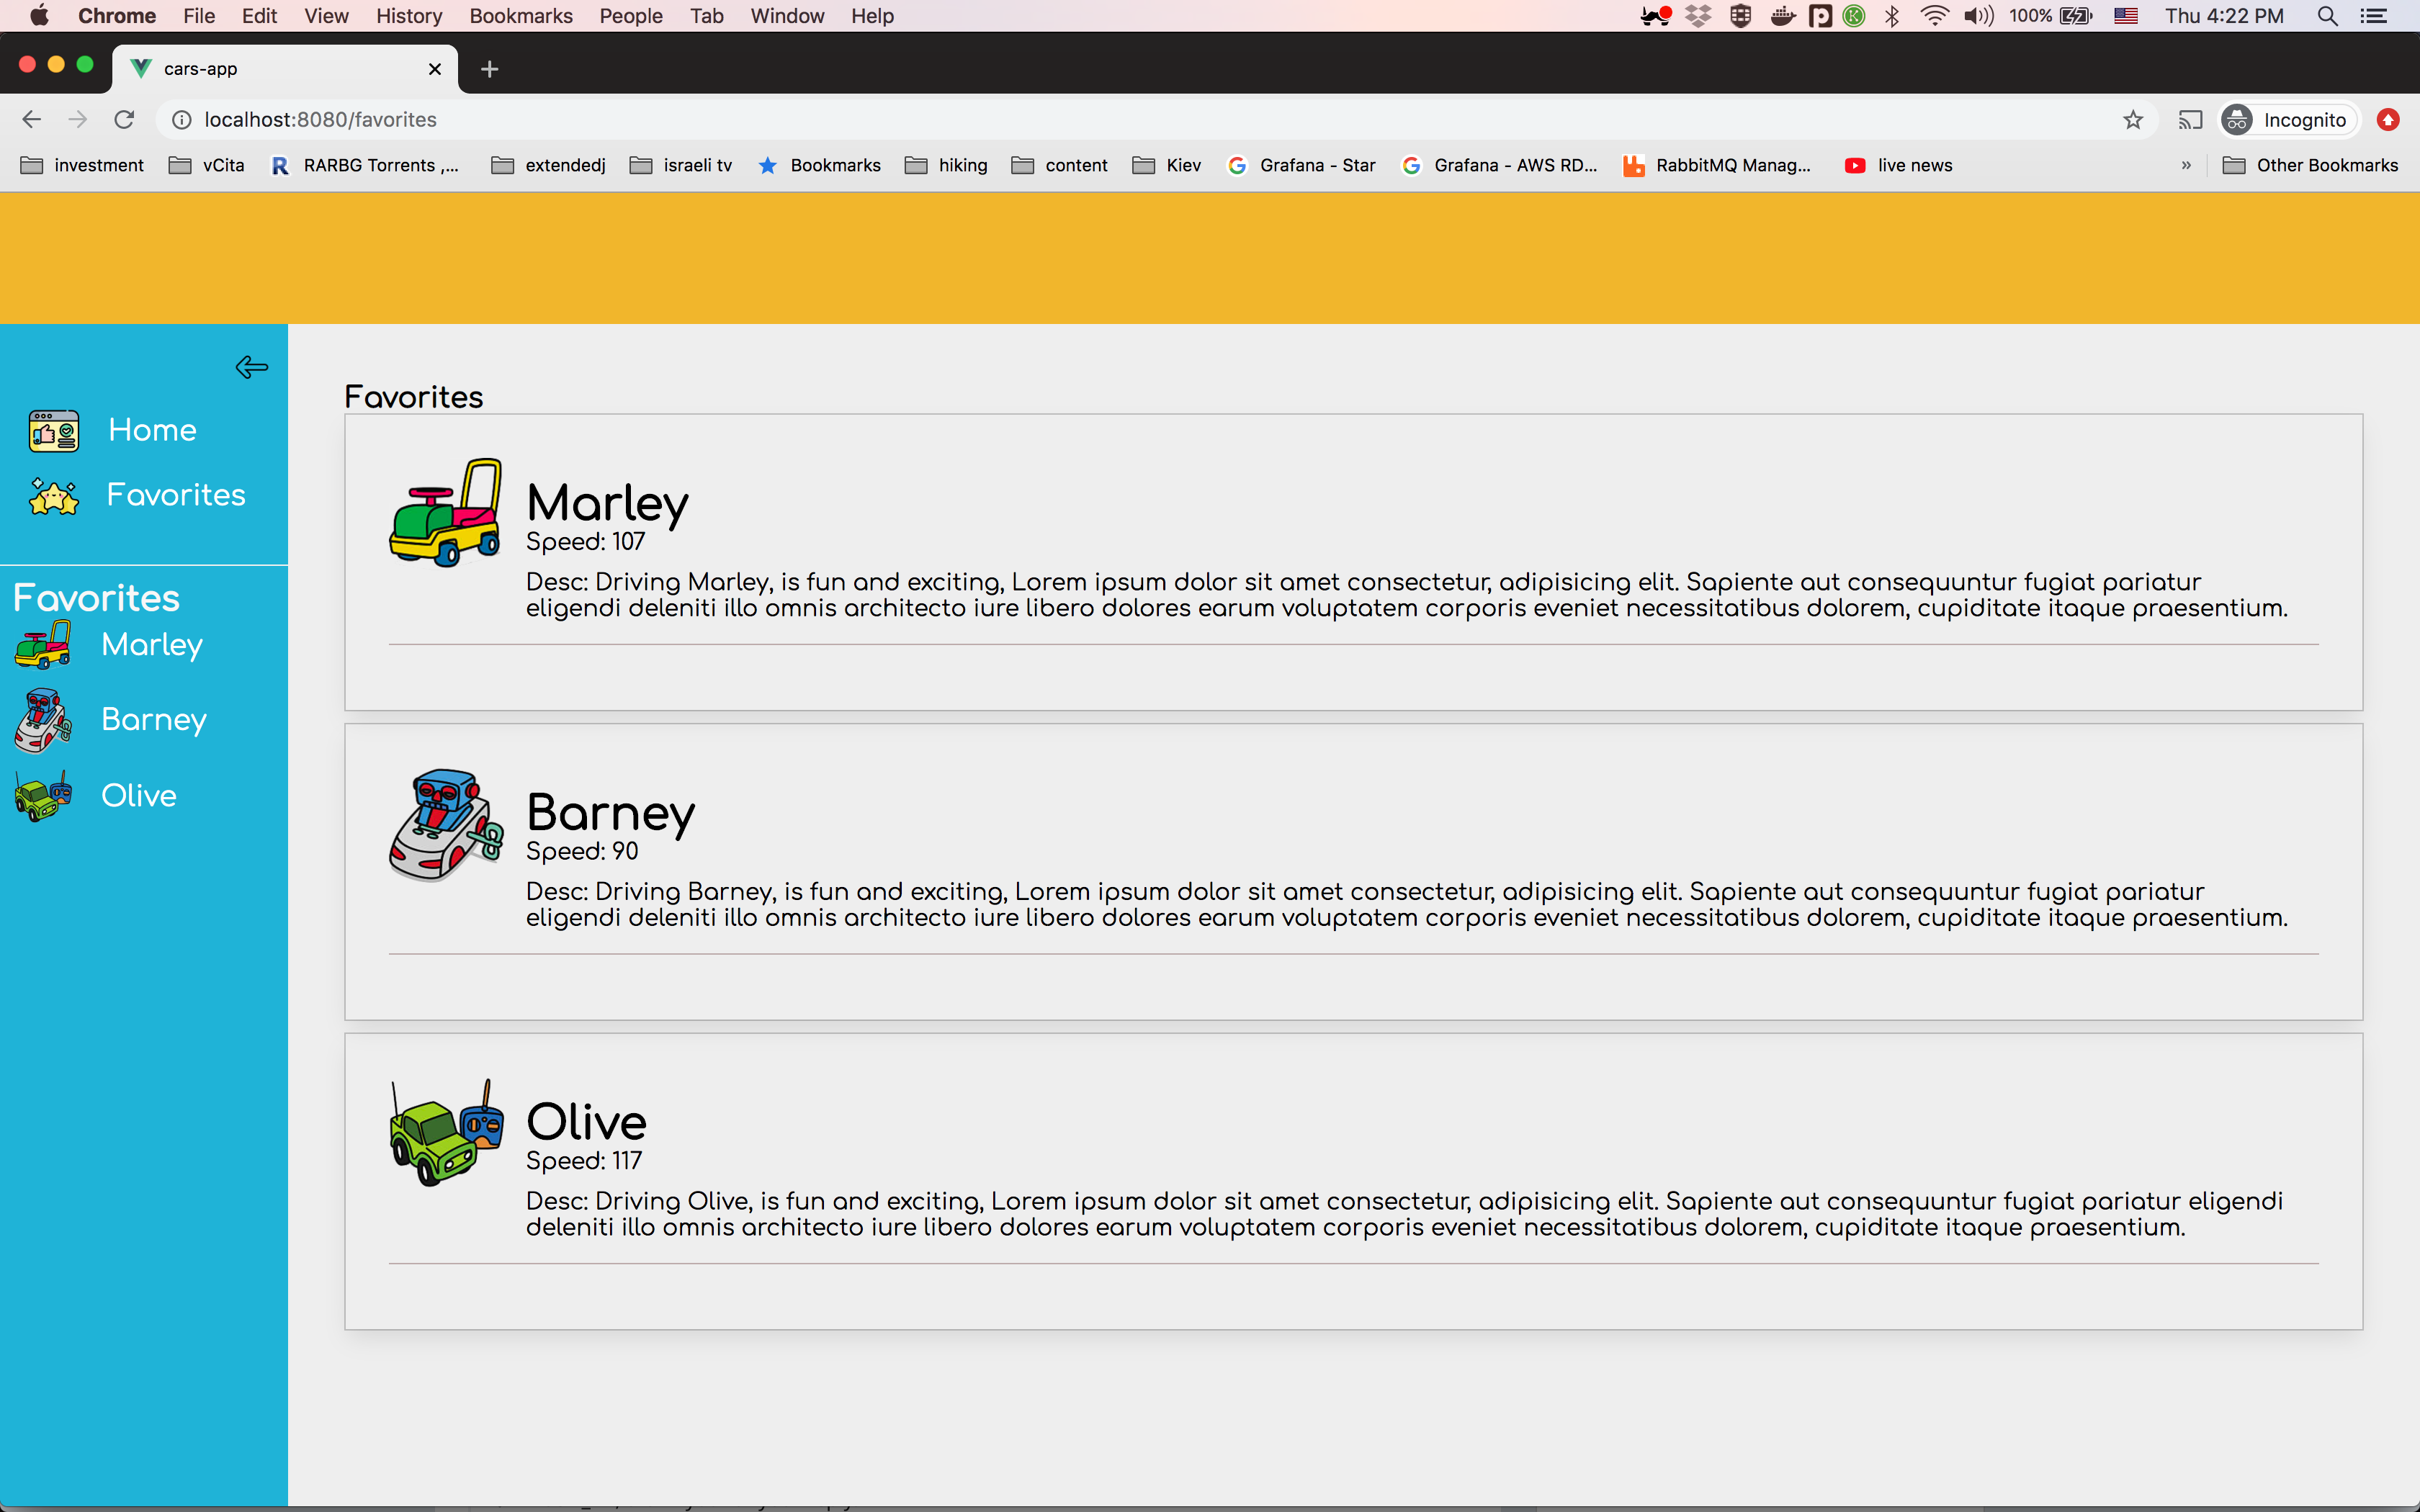 Chrome File Edit View History Bookmarks People Tab Window Help 100% Thu 4:22 PM
cars-app
localhost:8080/favorites Incognito
investment vCita RARBG Torrents ,... extendedj israeli tv Bookmarks hiking content Kiev Grafana - Star Grafana - AWS RD... RabbitMQ Manag... live news » Other Bookmarks
Home
Favorites
Favorites
Marley
Barney
Olive
Favorites
Marley
Speed: 107
Desc: Driving Marley, is fun and exciting, Lorem ipsum dolor sit amet consectetur, adipisicing elit. Sapiente aut consequuntur fugiat pariatur
eligendi deleniti illo omnis architecto iure libero dolores earum voluptatem corporis eveniet necessitatibus dolorem, cupiditate itaque praesentium.
Barney
Speed: 90
Desc: Driving Barney, is fun and exciting, Lorem ipsum dolor sit amet consectetur, adipisicing elit. Sapiente aut consequuntur fugiat pariatur
eligendi deleniti illo omnis architecto iure libero dolores earum voluptatem corporis eveniet necessitatibus dolorem, cupiditate itaque praesentium.
Olive
Speed: 117
Desc: Driving Olive, is fun and exciting, Lorem ipsum dolor sit amet consectetur, adipisicing elit. Sapiente aut consequuntur fugiat pariatur eligendi
deleniti illo omnis architecto iure libero dolores earum voluptatem corporis eveniet necessitatibus dolorem, cupiditate itaque praesentium.